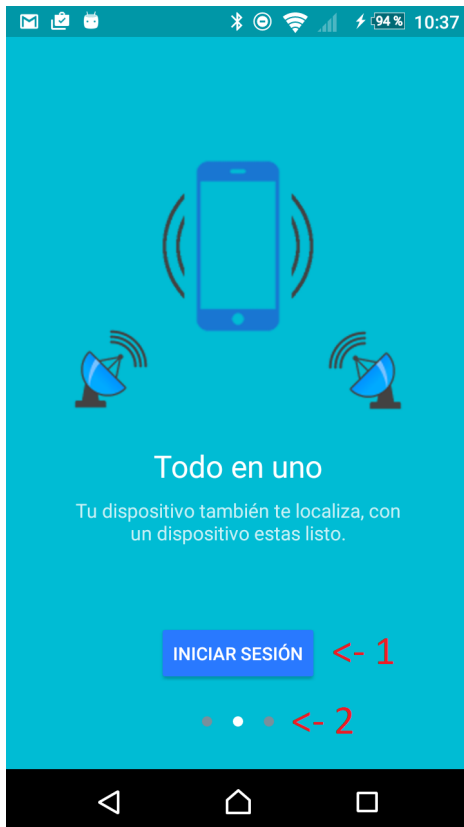 94 % 10:37
Todo en uno
Tu dispositivo también te localiza, con
un dispositivo estas listo.
INICIAR SESIÓN <- 1
<- 2